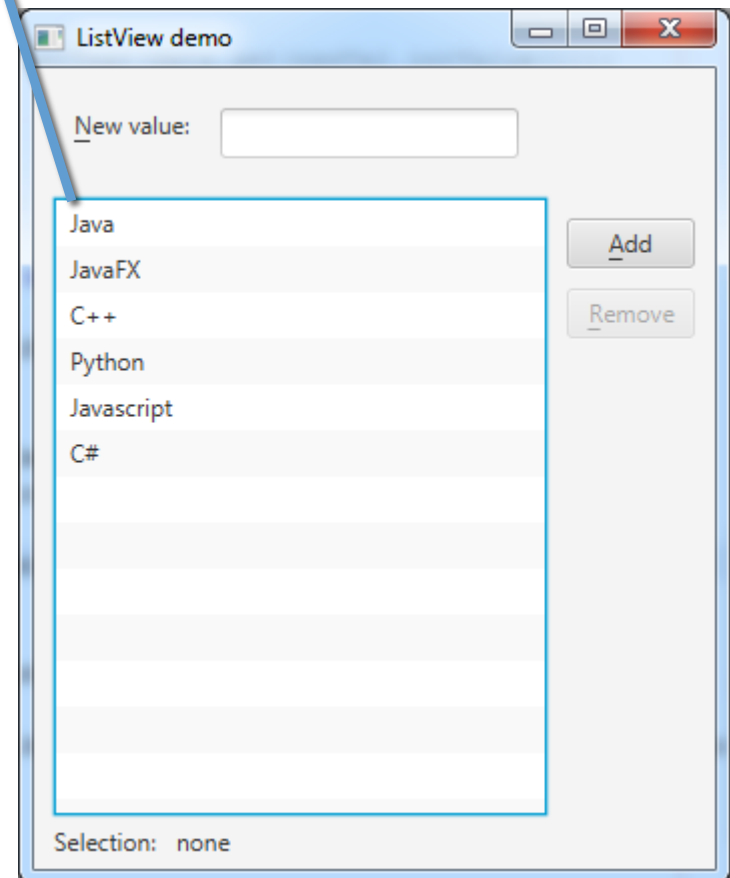 ListView demo
New value:
Java
JavaFX
C++
Python
Javascript
C#
Add
Remove
Selection: none